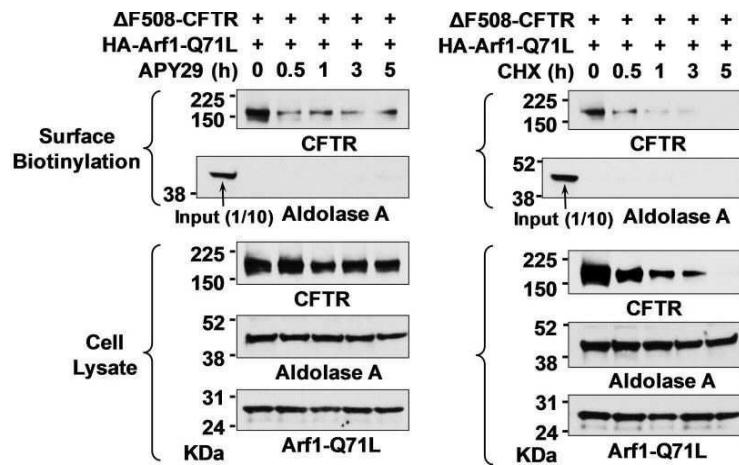 ΔF508-CFTR + + + + +
HA-Arf1-Q71L + + + + +
APY29 (h) 0 0.5 1 3 5
Surface
Biotinylation
225
150
CFTR
38
Input (1/10) Aldolase A
Cell
Lysate
225
150
CFTR
52
38
Aldolase A
31
24
KDa
Arf1-Q71L
ΔF508-CFTR + + + + +
HA-Arf1-Q71L + + + + +
CHX (h) 0 0.5 1 3 5
225
150
CFTR
52
38
Input (1/10) Aldolase A
225
150
CFTR
52
38
Aldolase A
31
24
KDa
Arf1-Q71L